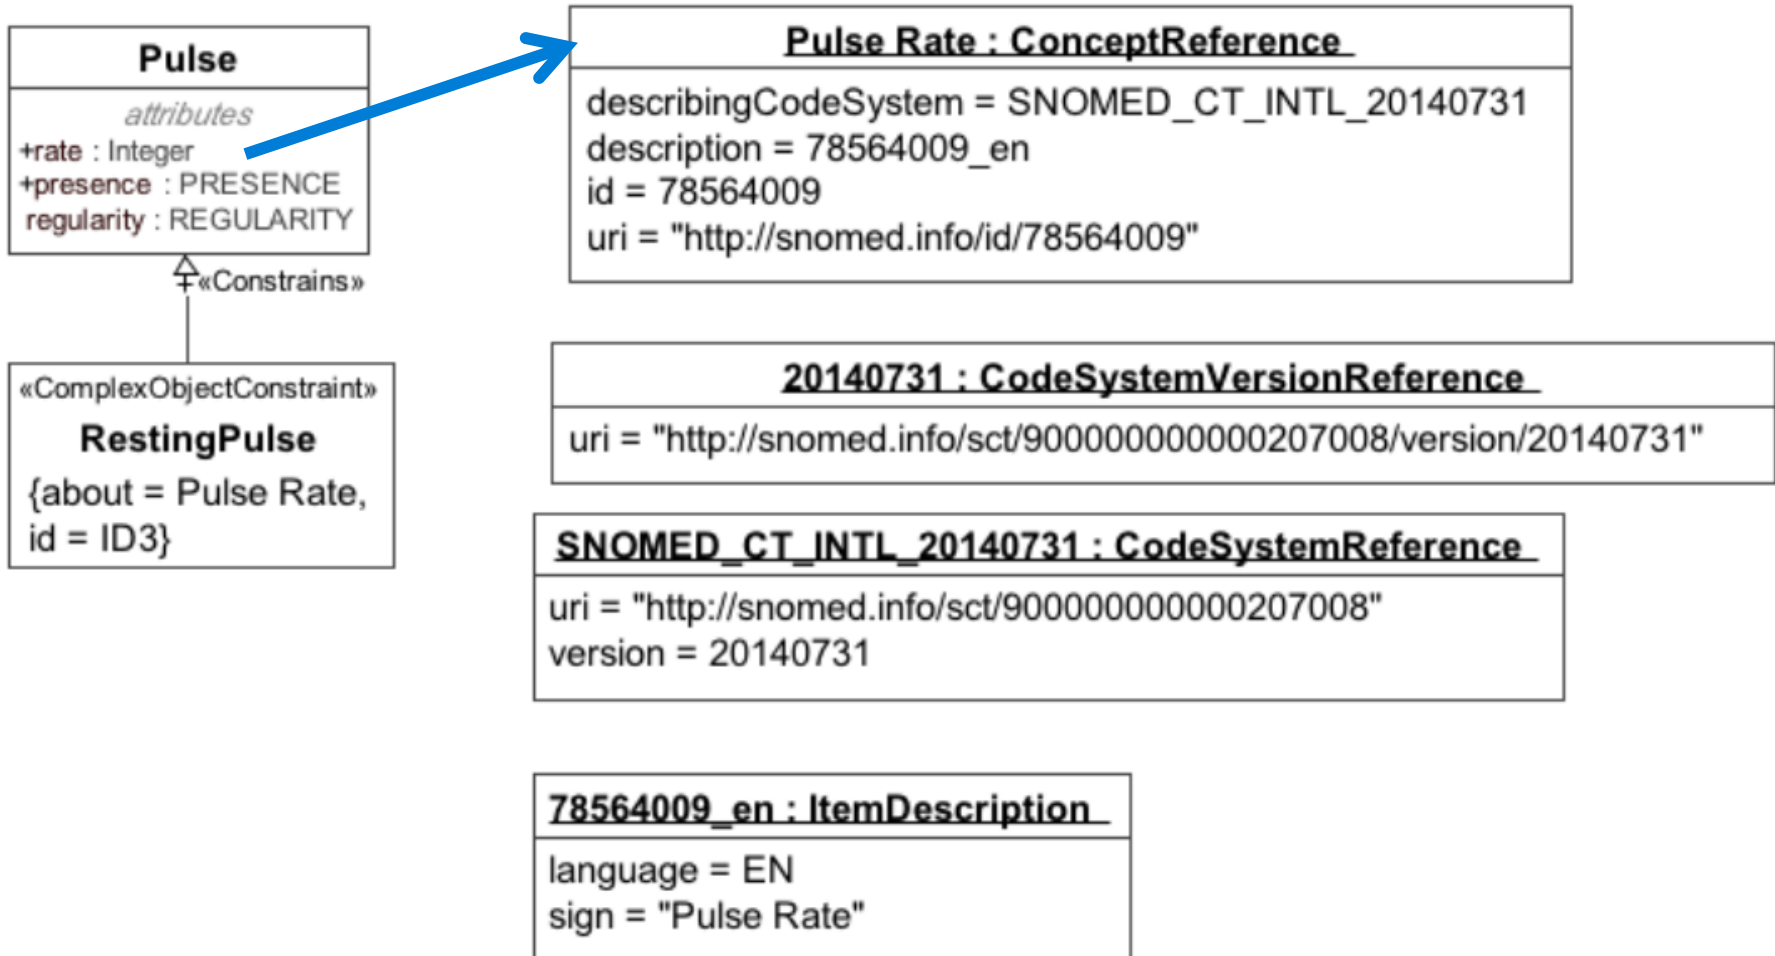 Pulse
attributes
+rate : Integer
+presence : PRESENCE
regularity : REGULARITY
«Constrains»
«ComplexObjectConstraint»
RestingPulse
{about = Pulse Rate,
id = ID3}
Pulse Rate : ConceptReference
describingCodeSystem = SNOMED_CT_INTL_20140731
description = 78564009_en
id = 78564009
uri = "http://snomed.info/id/78564009"
20140731 : CodeSystemVersionReference
uri = "http://snomed.info/sct/900000000000207008/version/20140731"
SNOMED_CT_INTL_20140731 : CodeSystemReference
uri = "http://snomed.info/sct/900000000000207008"
version = 20140731
78564009_en : ItemDescription
language = EN
sign = "Pulse Rate"